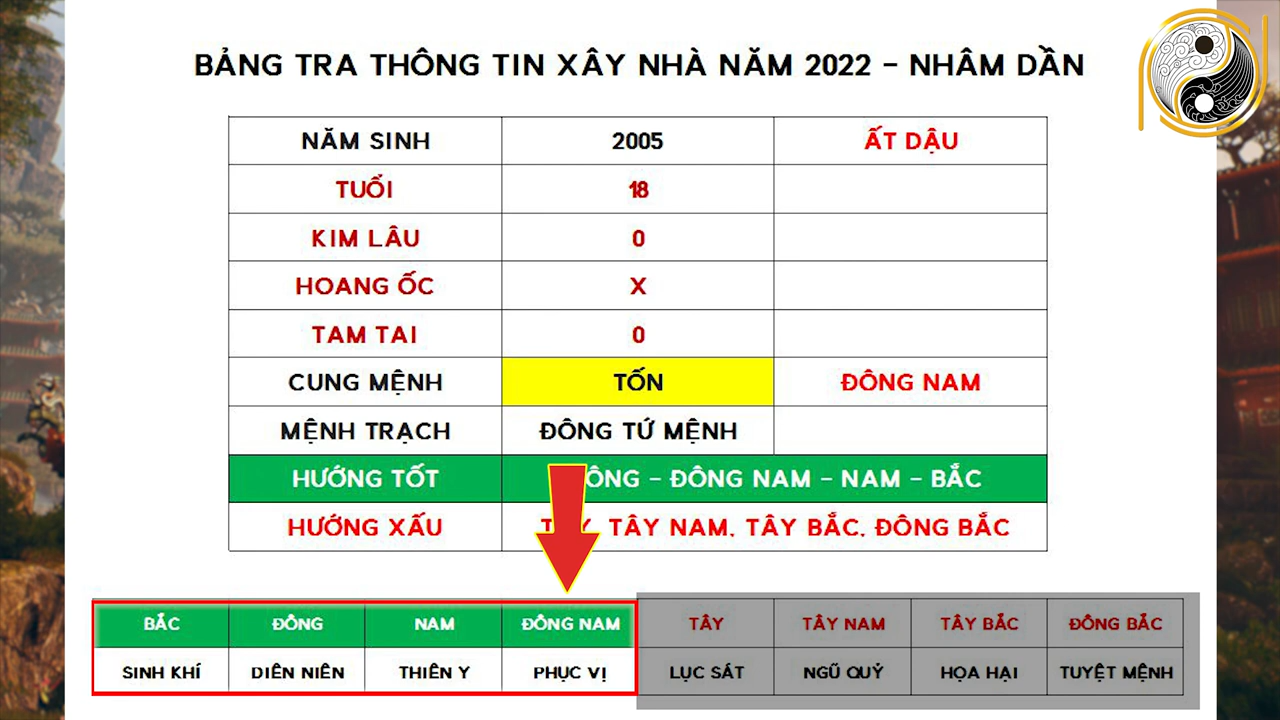 BẢNG TRA THÔNG TIN XÂY NHÀ NĂM 2022 - NHÂM DẦN
NĂM SINH 2005 ẤT DẬU
TUỔI 18
KIM LÂU 0
HOANG ỐC X
TAM TAI 0
CUNG MỆNH TỐN ĐÔNG NAM
MỆNH TRẠCH ĐÔNG TỨ MỆNH
HƯỚNG TỐT - ĐÔNG NAM - NAM - BẮC
HƯỚNG XẤU TÂY NAM, TÂY BẮC, ĐÔNG BẮC
BẮC ĐÔNG NAM ĐÔNG NAM TÂY TÂY NAM TÂY BẮC ĐÔNG BẮC
SINH KHÍ DIÊN NIÊN THIÊN Y PHỤC VỊ LỤC SÁT NGŨ QUỶ HỌA HẠI TUYỆT MỆNH